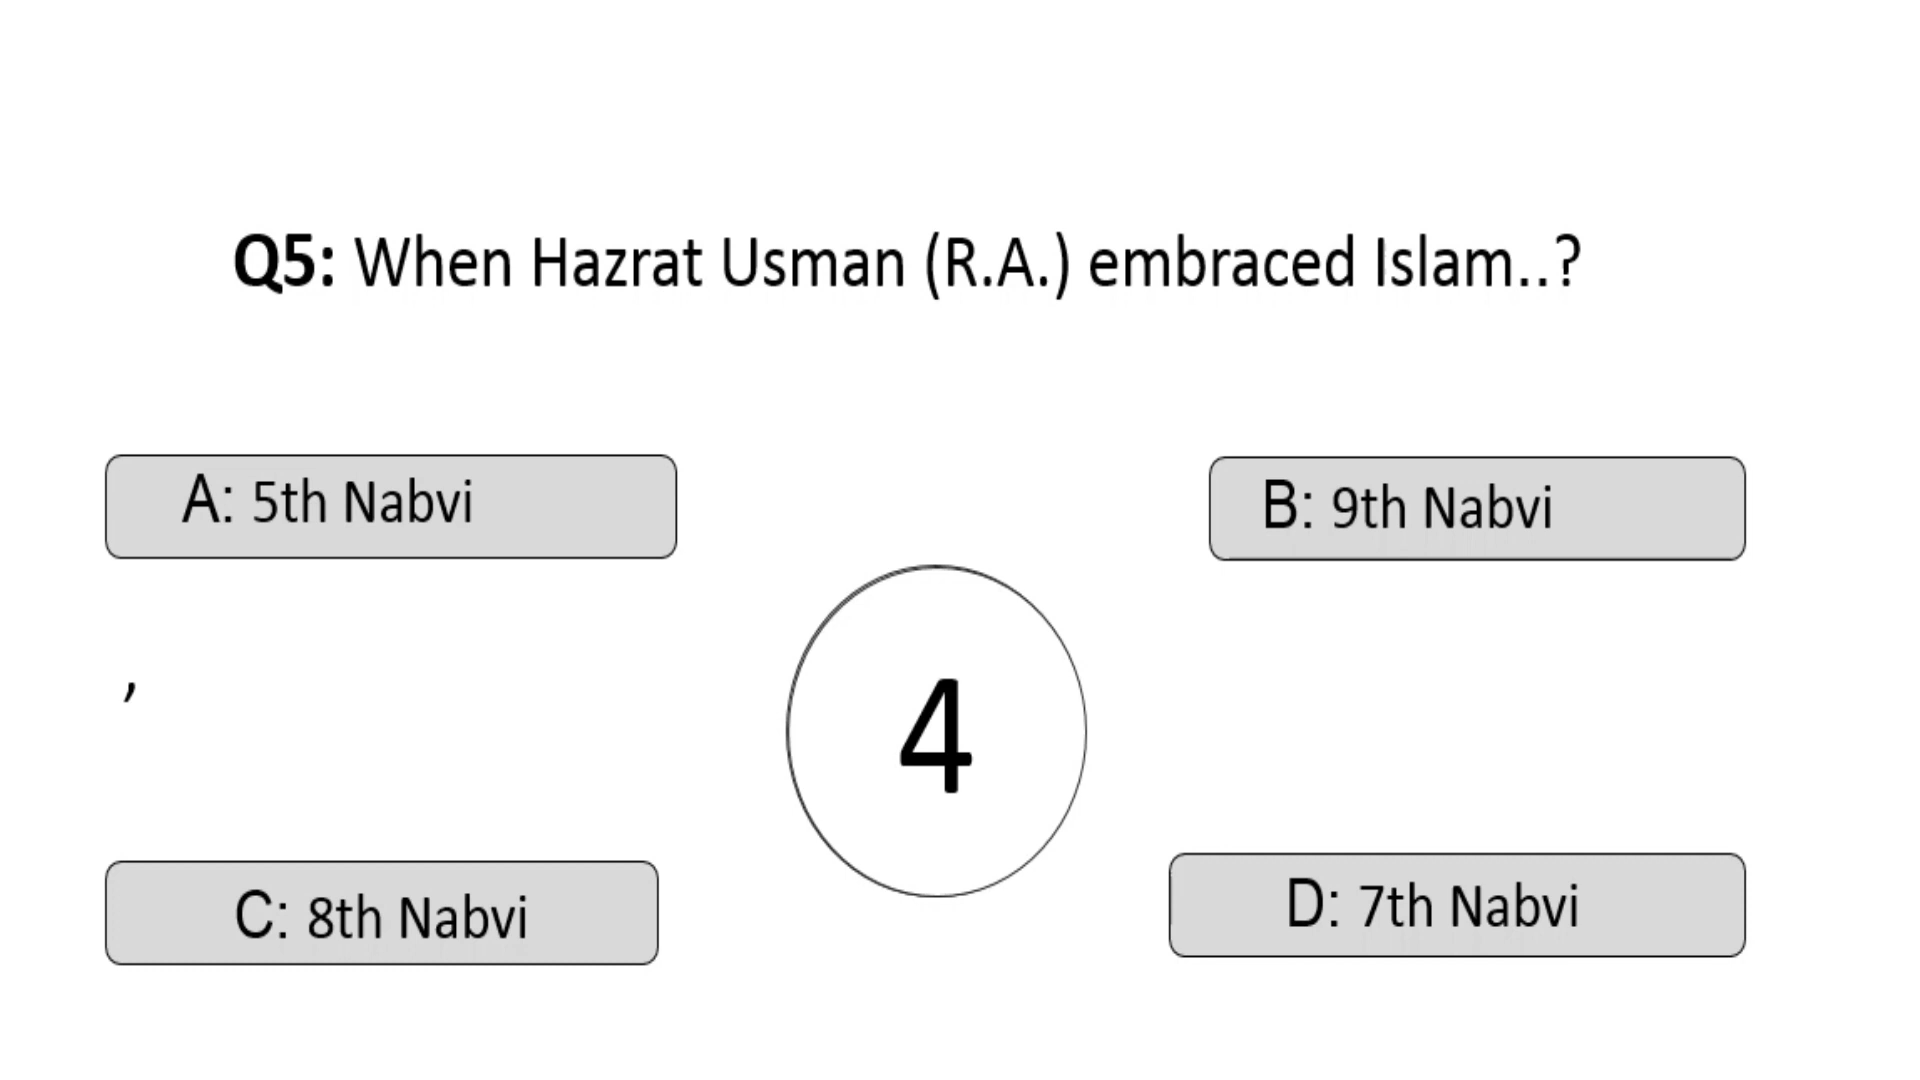 Q5: When Hazrat Usman (R.A.) embraced Islam..?
A: 5th Nabvi
B: 9th Nabvi
,
4
C: 8th Nabvi
D: 7th Nabvi